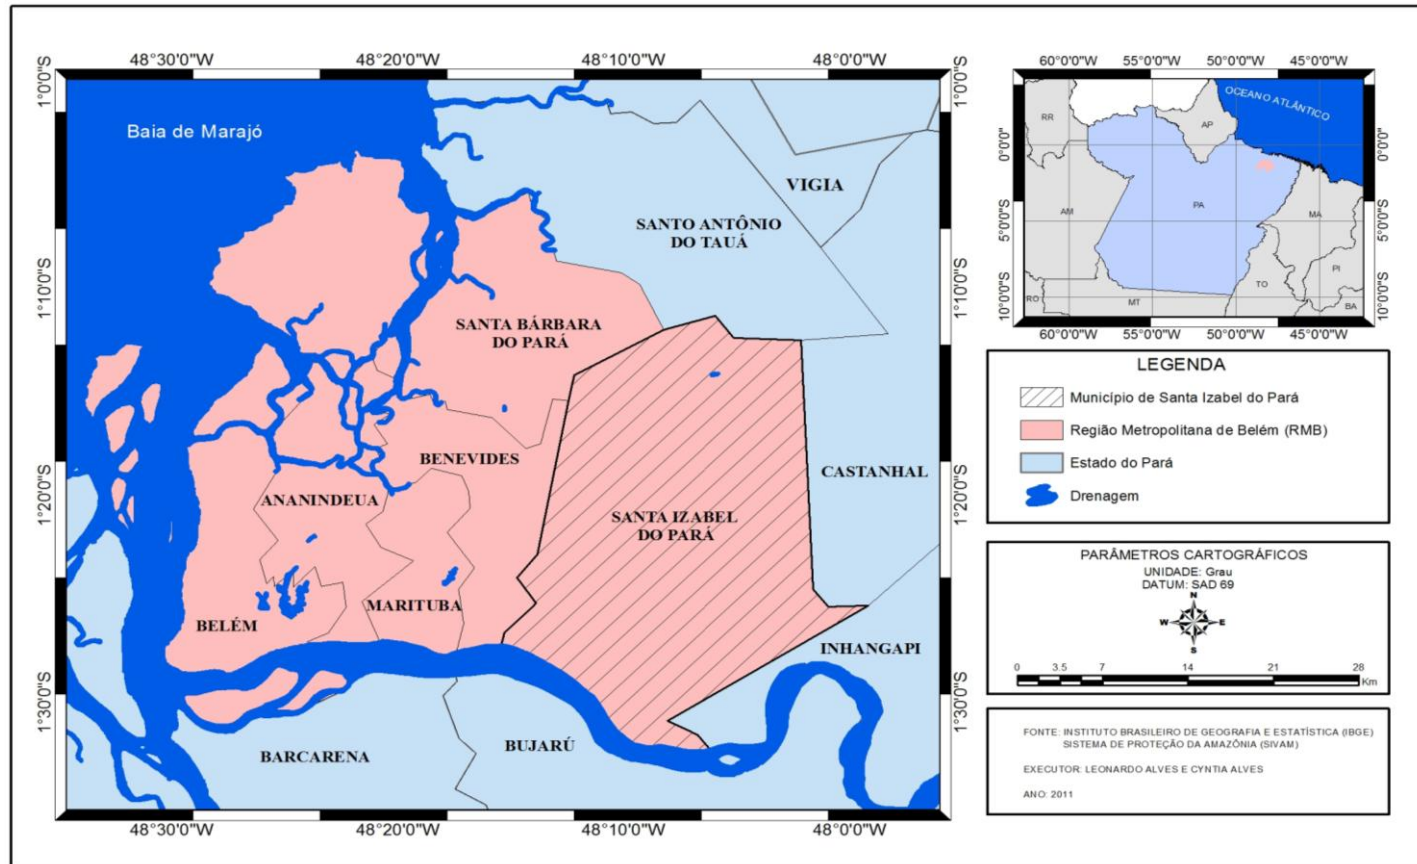 48°30'0"W
48°20'0"W
48°10'0"W
48°0'0"W
1°0'0"S
1°10'0"S
1°20'0"S
1°30'0"S
Baia de Marajó
VIGIA
SANTO ANTÔNIO
DO TAUÁ
SANTA BÁRBARA
DO PARÁ
BENEVIDES
CASTANHAL
ANANINDEUA
SANTA IZABEL
DO PARÁ
MARITUBA
BELÉM
INHANGAPI
BUJARÚ
BARCARENA
1°0'0"S
1°10'0"S
1°20'0"S
1°30'0"S
48°30'0"W
48°20'0"W
48°10'0"W
48°0'0"W
60°0'0"W
55°0'0"W
50°0'0"W
45°0'0"W
0°0'0"
5°0'0"S
10°0'0"S
OCEANO ATLÂNTICO
RR
AP
AM
PA
MA
PI
TO
RO
MT
BA
0°0'0"
5°0'0"S
10°0'0"S
60°0'0"W
55°0'0"W
50°0'0"W
45°0'0"W
LEGENDA
Município de Santa Izabel do Pará
Região Metropolitana de Belém (RMB)
Estado do Pará
Drenagem
PARÂMETROS CARTOGRÁFICOS
UNIDADE: Grau
DATUM: SAD 69
N
W E
S
0 3.5 7 14 21 28
Km
FONTE: INSTITUTO BRASILEIRO DE GEOGRAFIA E ESTATÍSTICA (IBGE)
SISTEMA DE PROTEÇÃO DA AMAZÔNIA (SIVAM)
EXECUTOR: LEONARDO ALVES E CYNTIA ALVES
ANO: 2011